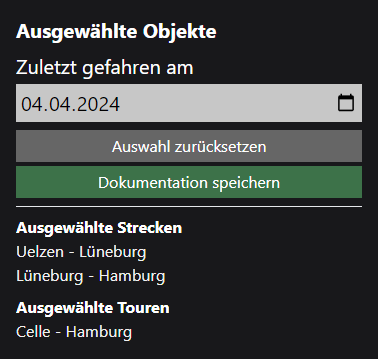 Ausgewählte Objekte
Zuletzt gefahren am
04.04.2024
Auswahl zurücksetzen
Dokumentation speichern
Ausgewählte Strecken
Uelzen - Lüneburg
Lüneburg - Hamburg
Ausgewählte Touren
Celle - Hamburg